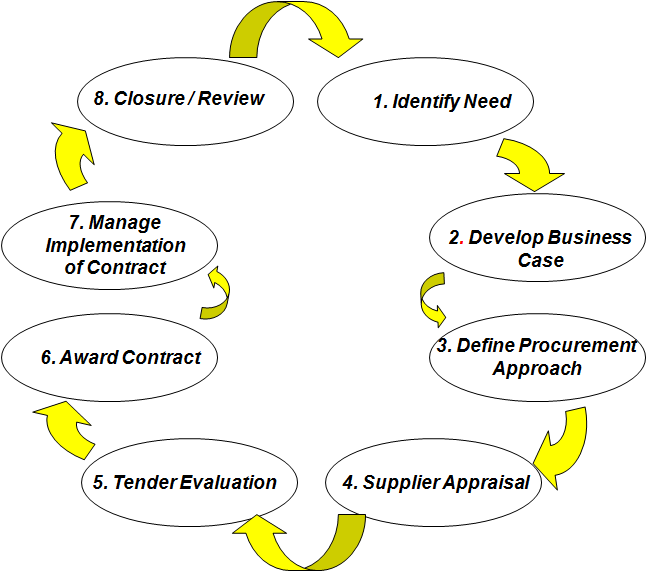 1. Identify Need
2. Develop Business
Case
3. Define Procurement
Approach
4. Supplier Appraisal
5. Tender Evaluation
6. Award Contract
7. Manage
Implementation
of Contract
8. Closure / Review